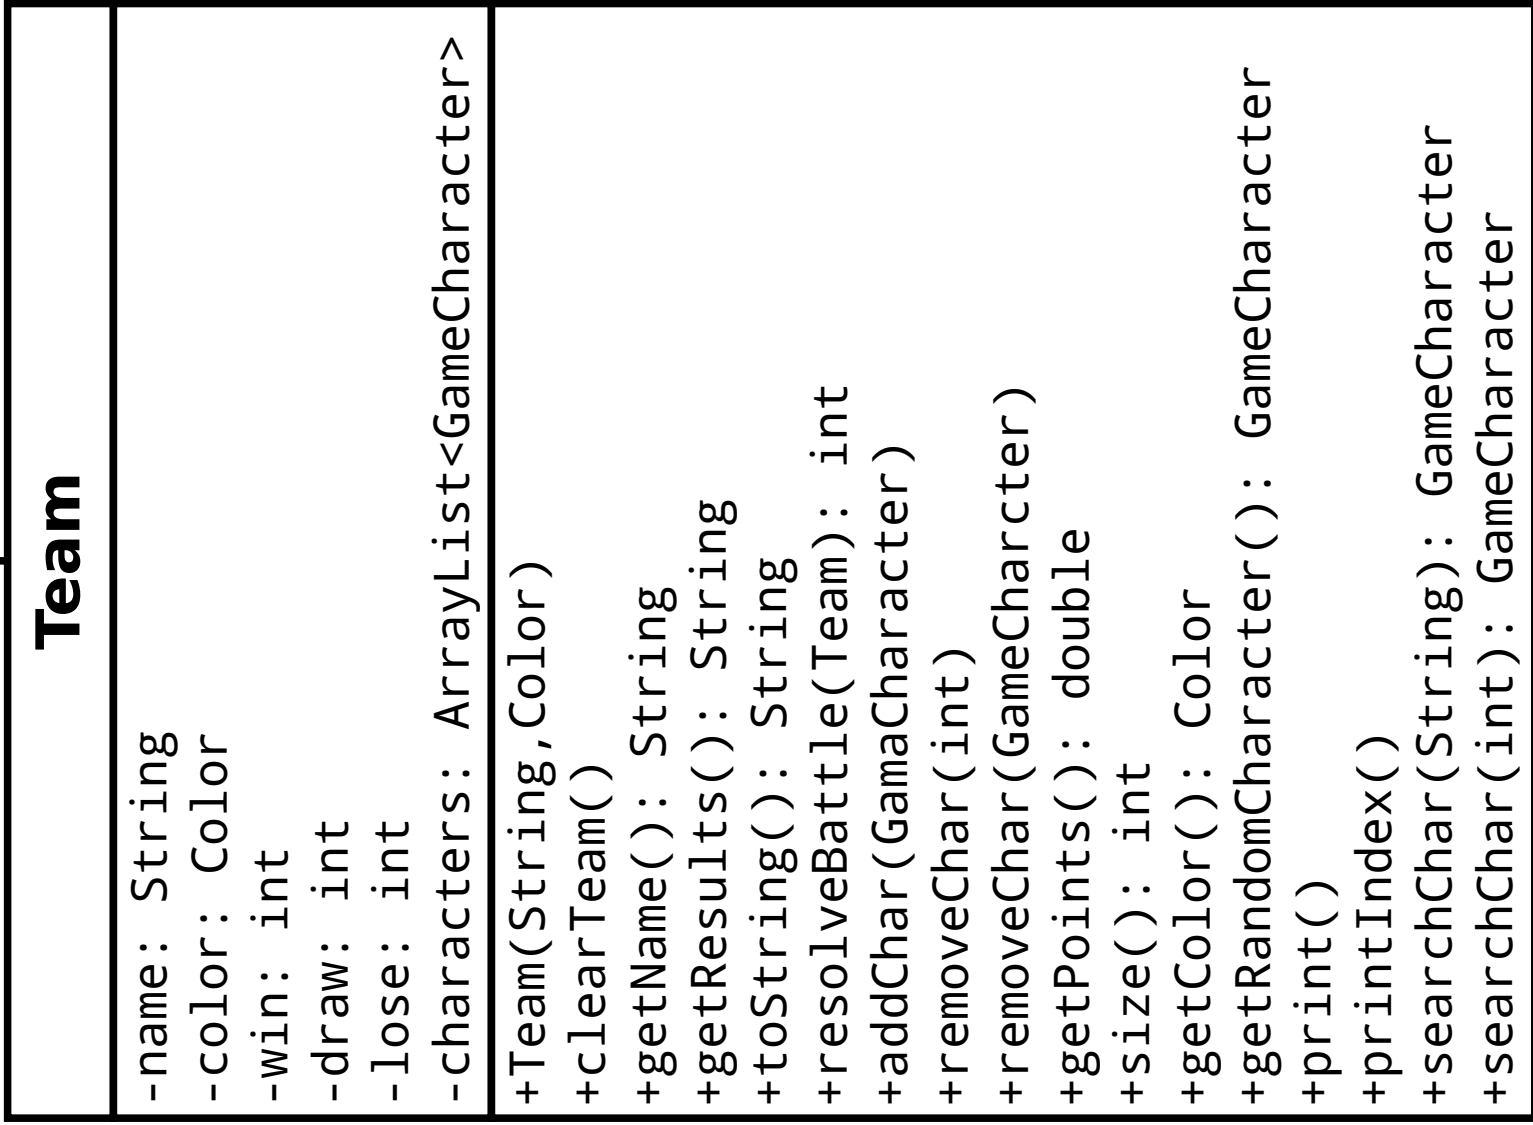 Team
-name: String
-color: Color
-win: int
-draw: int
-lose: int
-characters: ArrayList<GameCharacter>
+Team(String,Color)
+clearTeam()
+getName(): String
+getResults(): String
+toString(): String
+resolveBattle(Team): int
+addChar(GamaCharacter)
+removeChar(int)
+removeChar(GameCharcter)
+getPoints(): double
+size(): int
+getColor(): Color
+getRandomCharacter(): GameCharacter
+print()
+printIndex()
+searchChar(String): GameCharacter
+searchChar(int): GameCharacter